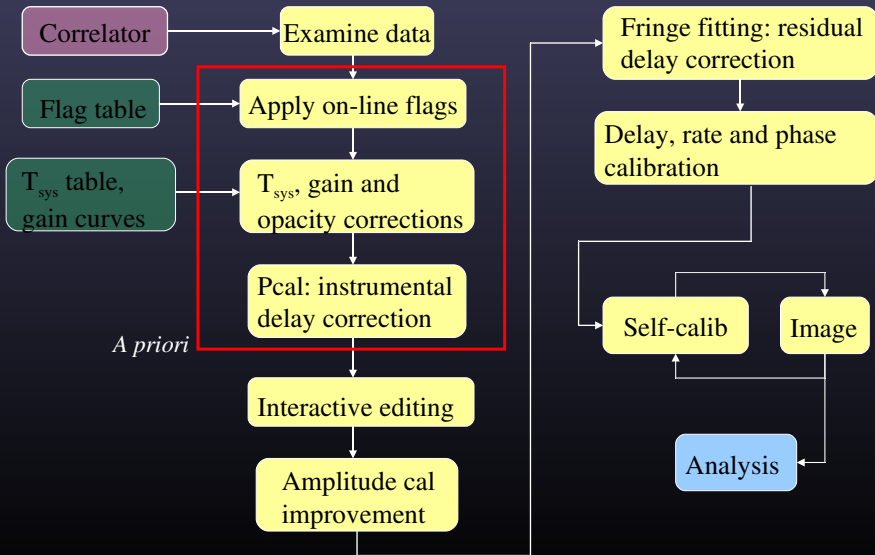 Correlator
Examine data
Flag table
Apply on-line flags
T_sys table,
gain curves
T_sys, gain and
opacity corrections
Pcal: instrumental
delay correction
A priori
Interactive editing
Amplitude cal
improvement
Fringe fitting: residual
delay correction
Delay, rate and phase
calibration
Self-calib
Image
Analysis